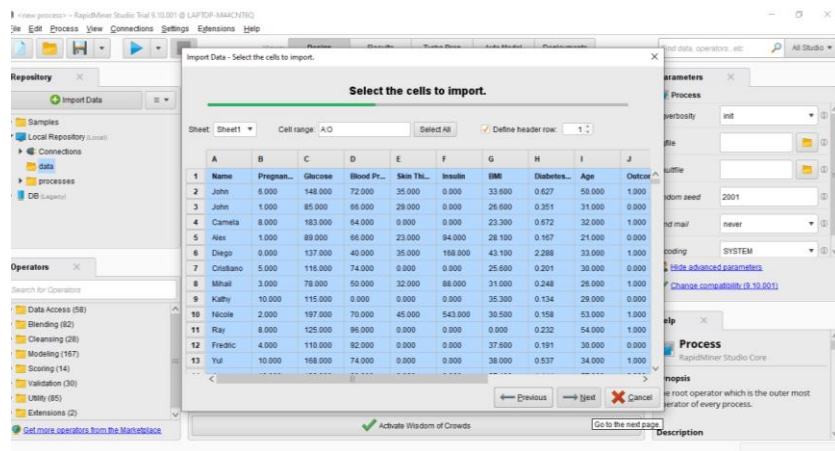 <new process> – RapidMiner Studio Trial 9.10.001 @ LAPTOP-MA4CNTEQ
File Edit Process View Connections Settings Extensions Help
Find data, operators...etc All Studio
Import Data - Select the cells to import.
Repository
Import Data
Samples
Local Repository (Local)
Connections
data
processes
DB (Legacy)
Operators
Search for Operators
Data Access (58)
Blending (82)
Cleansing (28)
Modeling (167)
Scoring (14)
Validation (30)
Utility (85)
Extensions (2)
Get more operators from the Marketplace
Select the cells to import.
Sheet: Sheet1 Cell range: A:O Select All Define header row: 1
A B C D E F G H I J
1 Name Pregnan... Glucose Blood Pr... Skin Thi... Insulin BMI Diabetes... Age Outcor
2 John 6.000 148.000 72.000 35.000 0.000 33.600 0.627 50.000 1.000
3 John 1.000 85.000 66.000 29.000 0.000 26.600 0.351 31.000 0.000
4 Camela 8.000 183.000 64.000 0.000 0.000 23.300 0.672 32.000 1.000
5 Alex 1.000 89.000 66.000 23.000 94.000 28.100 0.167 21.000 0.000
6 Diego 0.000 137.000 40.000 35.000 168.000 43.100 2.288 33.000 1.000
7 Cristiano 5.000 116.000 74.000 0.000 0.000 25.600 0.201 30.000 0.000
8 Mihail 3.000 78.000 50.000 32.000 88.000 31.000 0.248 26.000 1.000
9 Kathy 10.000 115.000 0.000 0.000 0.000 35.300 0.134 29.000 0.000
10 Nicole 2.000 197.000 70.000 45.000 543.000 30.500 0.158 53.000 1.000
11 Ray 8.000 125.000 96.000 0.000 0.000 0.000 0.232 54.000 1.000
12 Fredric 4.000 110.000 92.000 0.000 0.000 37.600 0.191 30.000 0.000
13 Yul 10.000 168.000 74.000 0.000 0.000 38.000 0.537 34.000 1.000
Previous Next Cancel
Go to the next page.
Activate Wisdom of Crowds
Parameters
Process
verbosity init
file
sultfile
ndom seed 2001
nd mail never
coding SYSTEM
Hide advanced parameters
Change compatibility (9.10.001)
elp
Process
RapidMiner Studio Core
ynopsis
e root operator which is the outer most
perator of every process.
Description